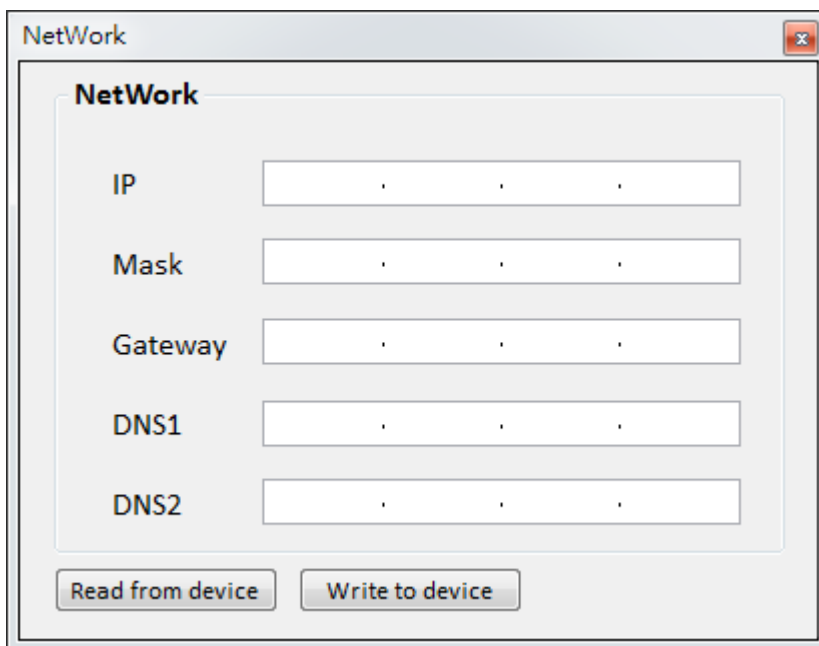 NetWork
NetWork
IP . . .
Mask . . .
Gateway . . .
DNS1 . . .
DNS2 . . .
Read from device Write to device